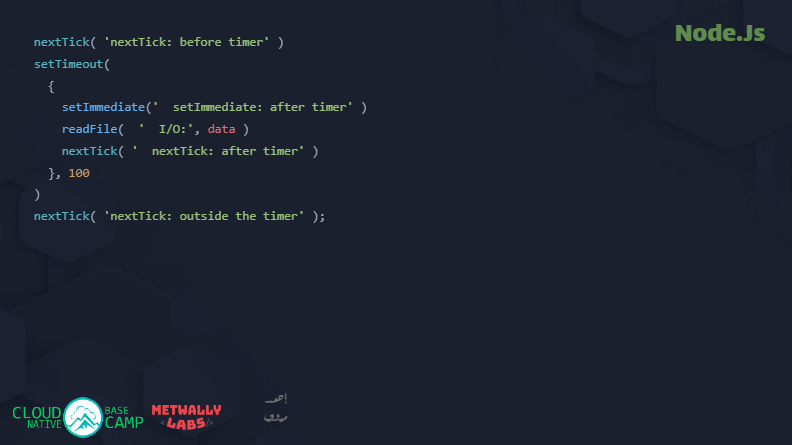 Node.Js
nextTick( 'nextTick: before timer' )
setTimeout(
{
setImmediate('  setImmediate: after timer' )
readFile(  '  I/O:', data )
nextTick( '  nextTick: after timer' )
}, 100
)
nextTick( 'nextTick: outside the timer' );
CLOUD NATIVE BASE CAMP
METWALLY
<LABS/>